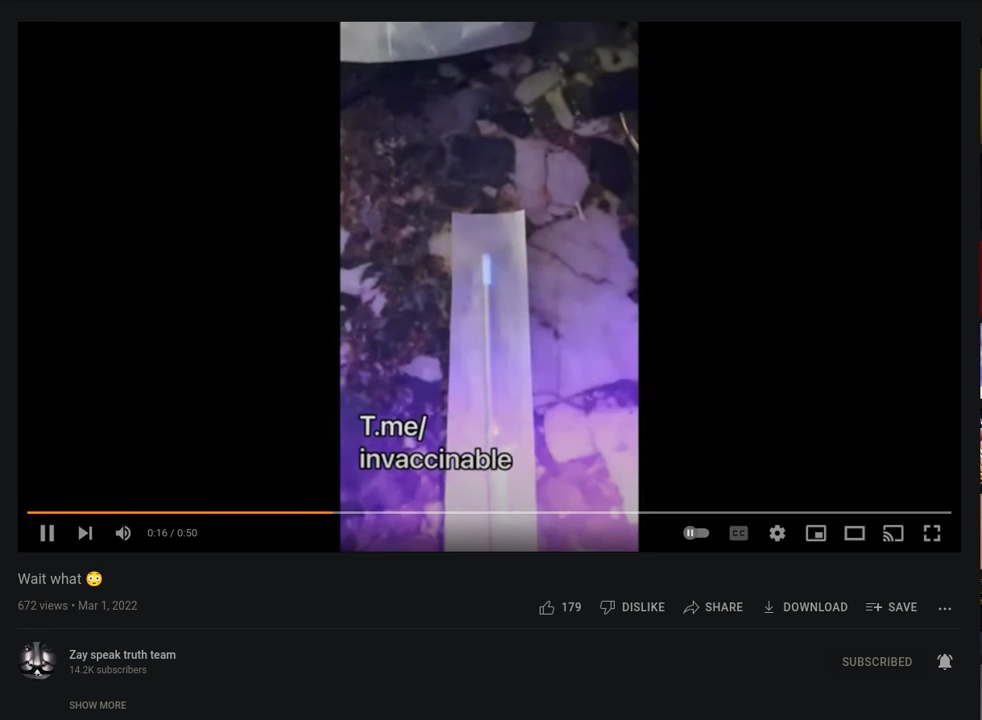 T.me/
invaccinable
0:16 / 0:50
CC
Wait what 😳
672 views • Mar 1, 2022
179
DISLIKE
SHARE
DOWNLOAD
SAVE
Zay speak truth team
14.2K subscribers
SUBSCRIBED
SHOW MORE